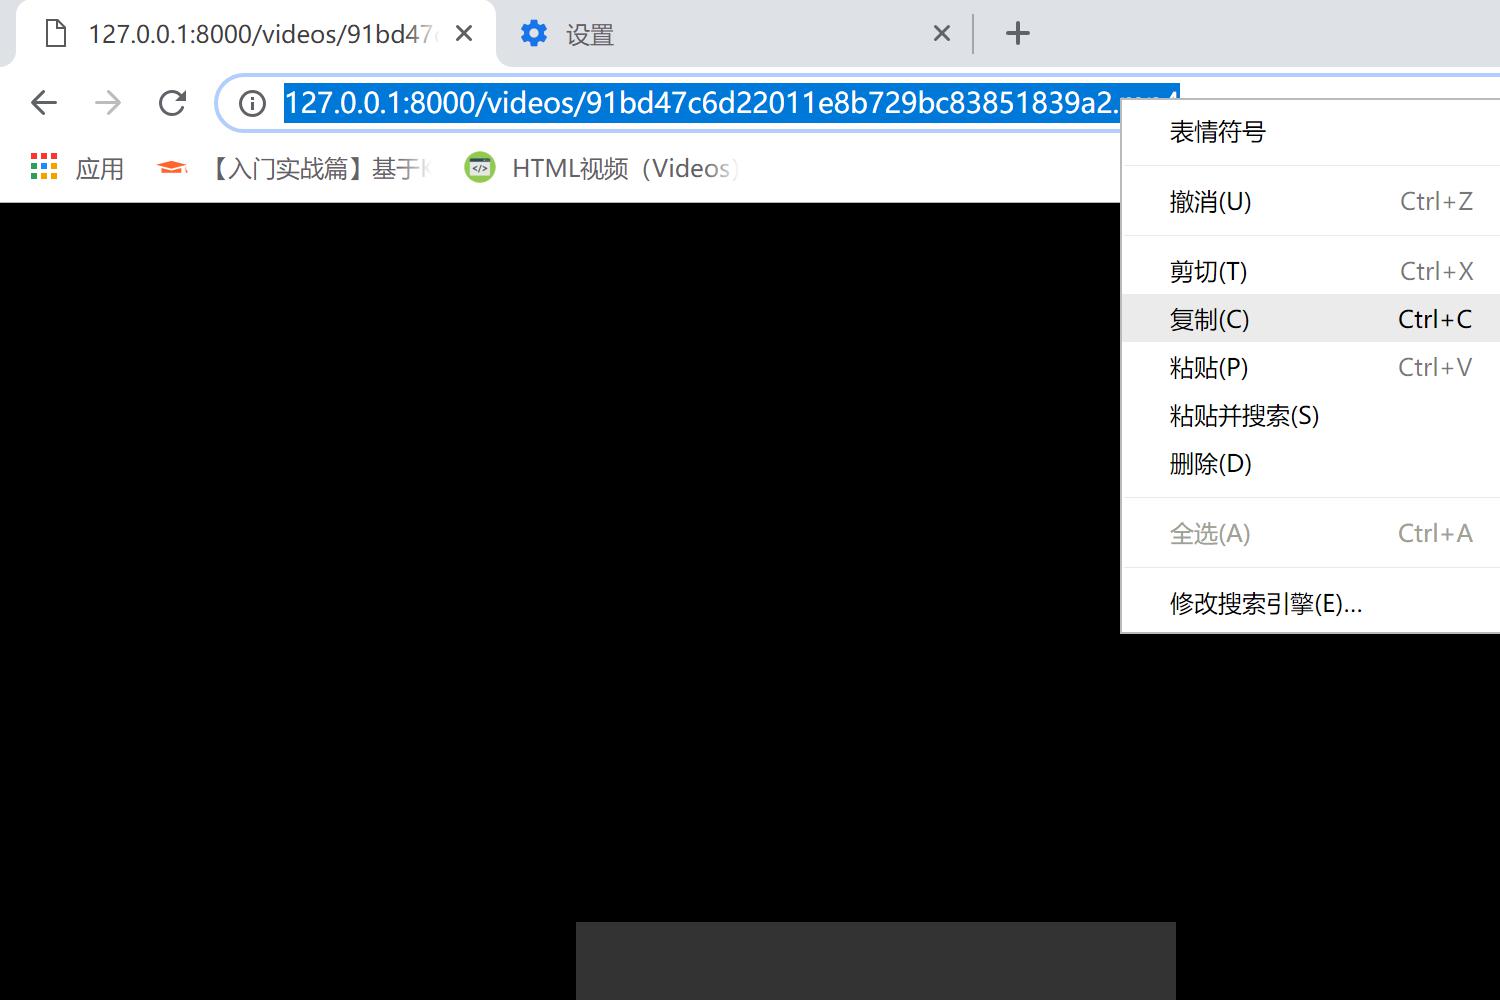 127.0.0.1:8000/videos/91bd47c
设置
127.0.0.1:8000/videos/91bd47c6d22011e8b729bc83851839a2.mp4
应用
【入门实战篇】基于K
HTML视频（Videos）
表情符号
撤消(U) Ctrl+Z
剪切(T) Ctrl+X
复制(C) Ctrl+C
粘贴(P) Ctrl+V
粘贴并搜索(S)
删除(D)
全选(A) Ctrl+A
修改搜索引擎(E)...